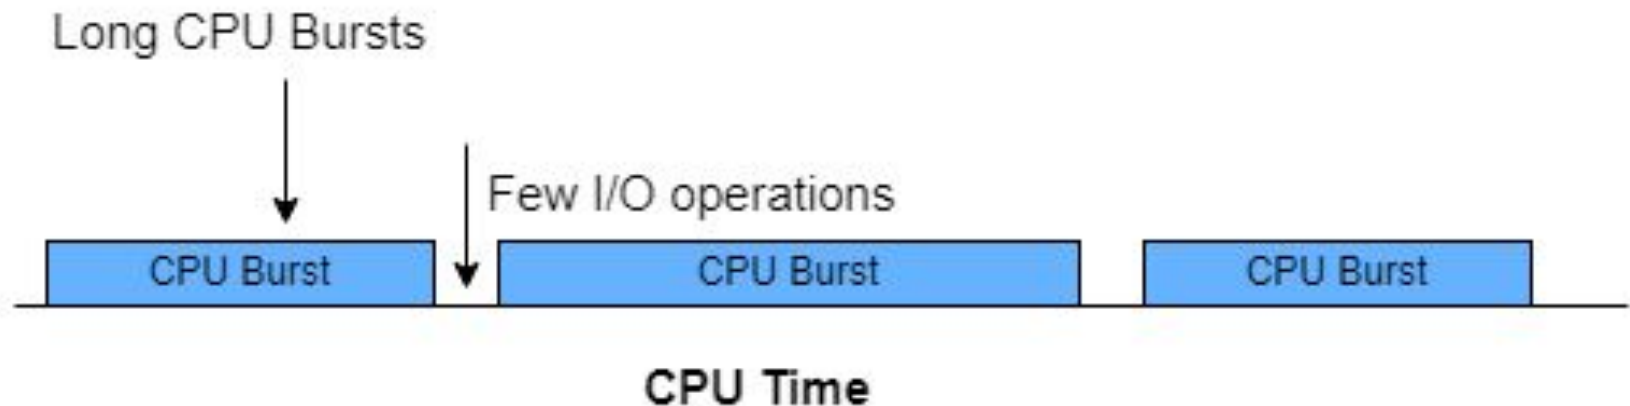 Long CPU Bursts
Few I/O operations
CPU Burst
CPU Burst
CPU Burst
CPU Time